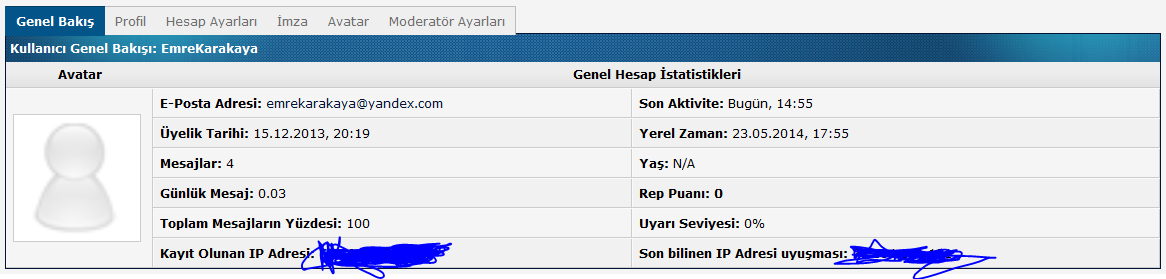 Genel Bakış Profil Hesap Ayarları İmza Avatar Moderatör Ayarları
Kullanıcı Genel Bakışı: EmreKarakaya
Avatar Genel Hesap İstatistikleri
E-Posta Adresi: emrekarakaya@yandex.com Son Aktivite: Bugün, 14:55
Üyelik Tarihi: 15.12.2013, 20:19 Yerel Zaman: 23.05.2014, 17:55
Mesajlar: 4 Yaş: N/A
Günlük Mesaj: 0.03 Rep Puanı: 0
Toplam Mesajların Yüzdesi: 100 Uyarı Seviyesi: 0%
Kayıt Olunan IP Adresi: Son bilinen IP Adresi uyuşması: